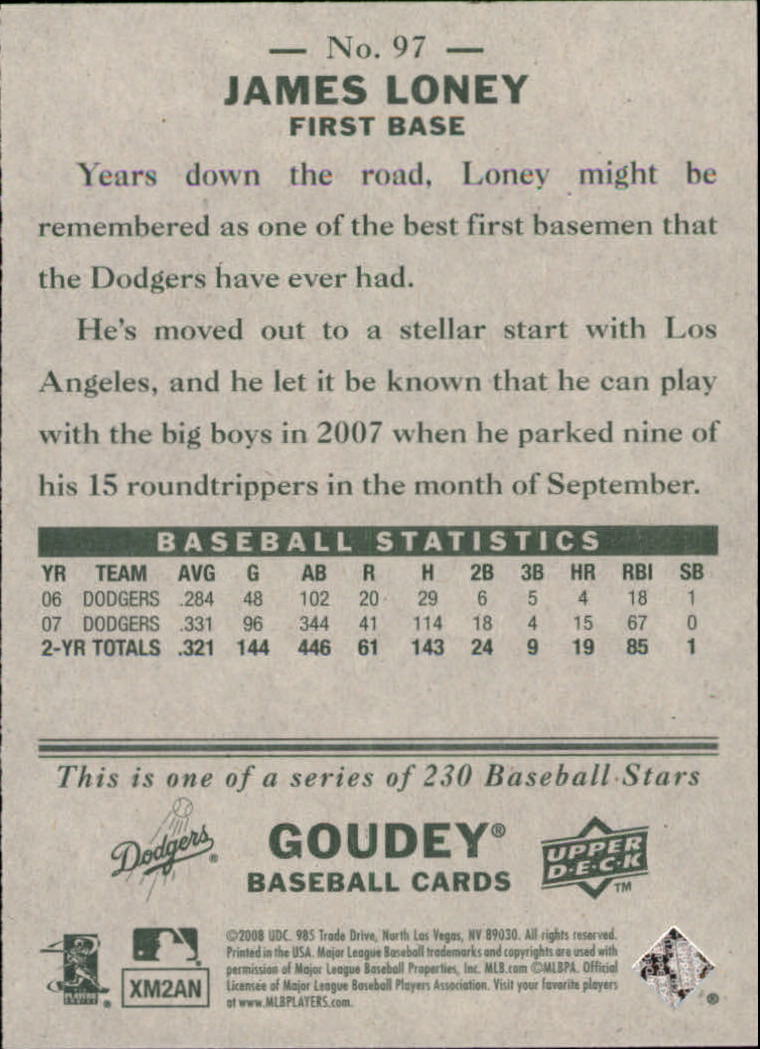 — No. 97 —
JAMES LONEY
FIRST BASE
Years down the road, Loney might be
remembered as one of the best first basemen that
the Dodgers have ever had.
He's moved out to a stellar start with Los
Angeles, and he let it be known that he can play
with the big boys in 2007 when he parked nine of
his 15 roundtrippers in the month of September.
BASEBALL STATISTICS
YR TEAM AVG G AB R H 2B 3B HR RBI SB
06 DODGERS .284 48 102 20 29 6 5 4 18 1
07 DODGERS .331 96 344 41 114 18 4 15 67 0
2-YR TOTALS .321 144 446 61 143 24 9 19 85 1
This is one of a series of 230 Baseball Stars
Dodgers®
GOUDEY®
BASEBALL CARDS
UPPER
D·E·C·K
TM
©2008 UDC. 985 Trade Drive, North Las Vegas, NV 89030. All rights reserved.
Printed in the USA. Major League Baseball trademarks and copyrights are used with
permission of Major League Baseball Properties, Inc. MLB.com ©MLBPA. Official
Licensee of Major League Baseball Players Association. Visit your favorite players
at www.MLBPLAYERS.com.
XM2AN
®